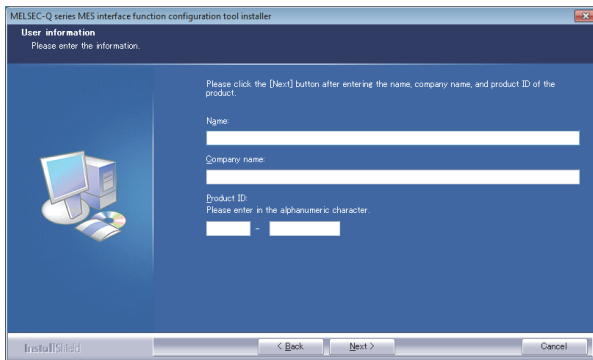 MELSEC-Q series MES interface function configuration tool installer
User information
Please enter the information.
Please click the [Next] button after entering the name, company name, and product ID of the
product.
Name:
Company name:
Product ID:
Please enter in the alphanumeric character.
-
InstallShield
< Back
Next >
Cancel